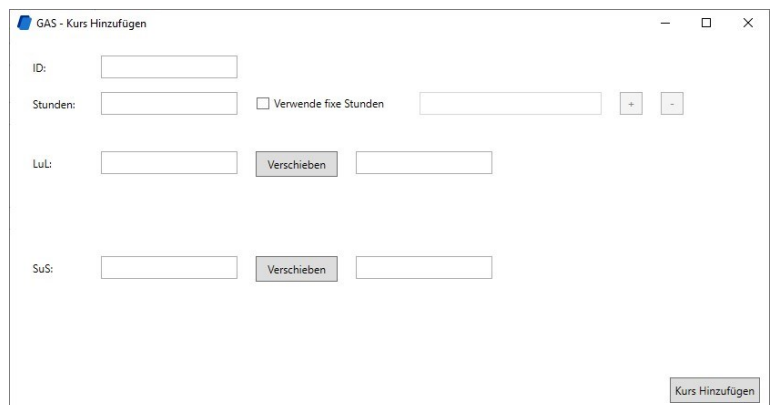 GAS - Kurs Hinzufügen
ID:
Stunden: Verwende fixe Stunden + -
LuL: Verschieben
SuS: Verschieben
Kurs Hinzufügen